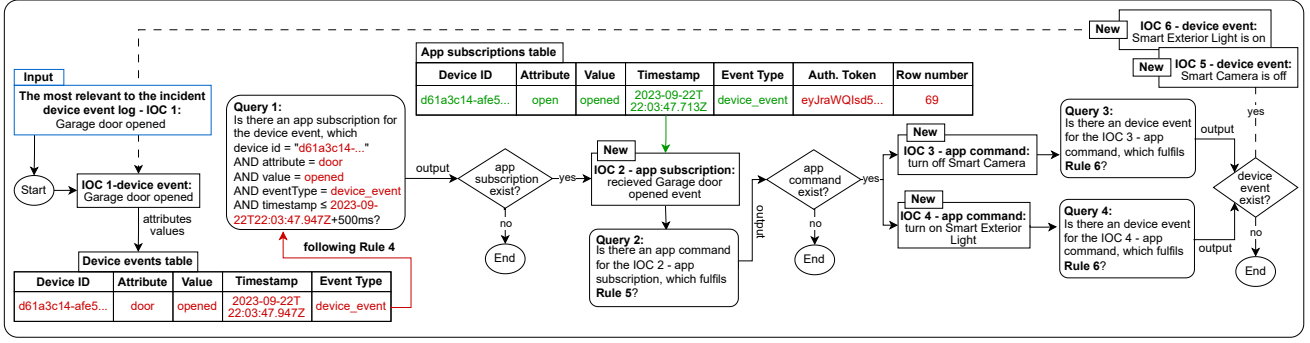 Input
The most relevant to the incident
device event log - IOC 1:
Garage door opened
Start
IOC 1-device event:
Garage door opened
attributes
values
Device events table
Device ID Attribute Value Timestamp Event Type
d61a3c14-afe5... door opened 2023-09-22T
22:03:47.947Z device_event
following Rule 4
Query 1:
Is there an app subscription for
the device event, which
device id = "d61a3c14-..."
AND attribute = door
AND value = opened
AND eventType = device_event
AND timestamp ≤ 2023-09-
22T22:03:47.947Z+500ms?
output
app
subscription
exist?
yes
no
End
App subscriptions table
Device ID Attribute Value Timestamp Event Type Auth. Token Row number
d61a3c14-afe5... open opened 2023-09-22T
22:03:47.713Z device_event eyJraWQIsd5... 69
New
IOC 2 - app subscription:
recieved Garage door
opened event
Query 2:
Is there an app command
for the IOC 2 - app
subscription, which fulfils
Rule 5?
output
app
command
exist?
yes
no
End
New
IOC 3 - app command:
turn off Smart Camera
New
IOC 4 - app command:
turn on Smart Exterior
Light
Query 3:
Is there an device event
for the IOC 3 - app
command, which fulfils
Rule 6?
output
Query 4:
Is there an device event
for the IOC 4 - app
command, which fulfils
Rule 6?
output
device
event
exist?
yes
no
End
New
IOC 6 - device event:
Smart Exterior Light is on
New
IOC 5 - device event:
Smart Camera is off